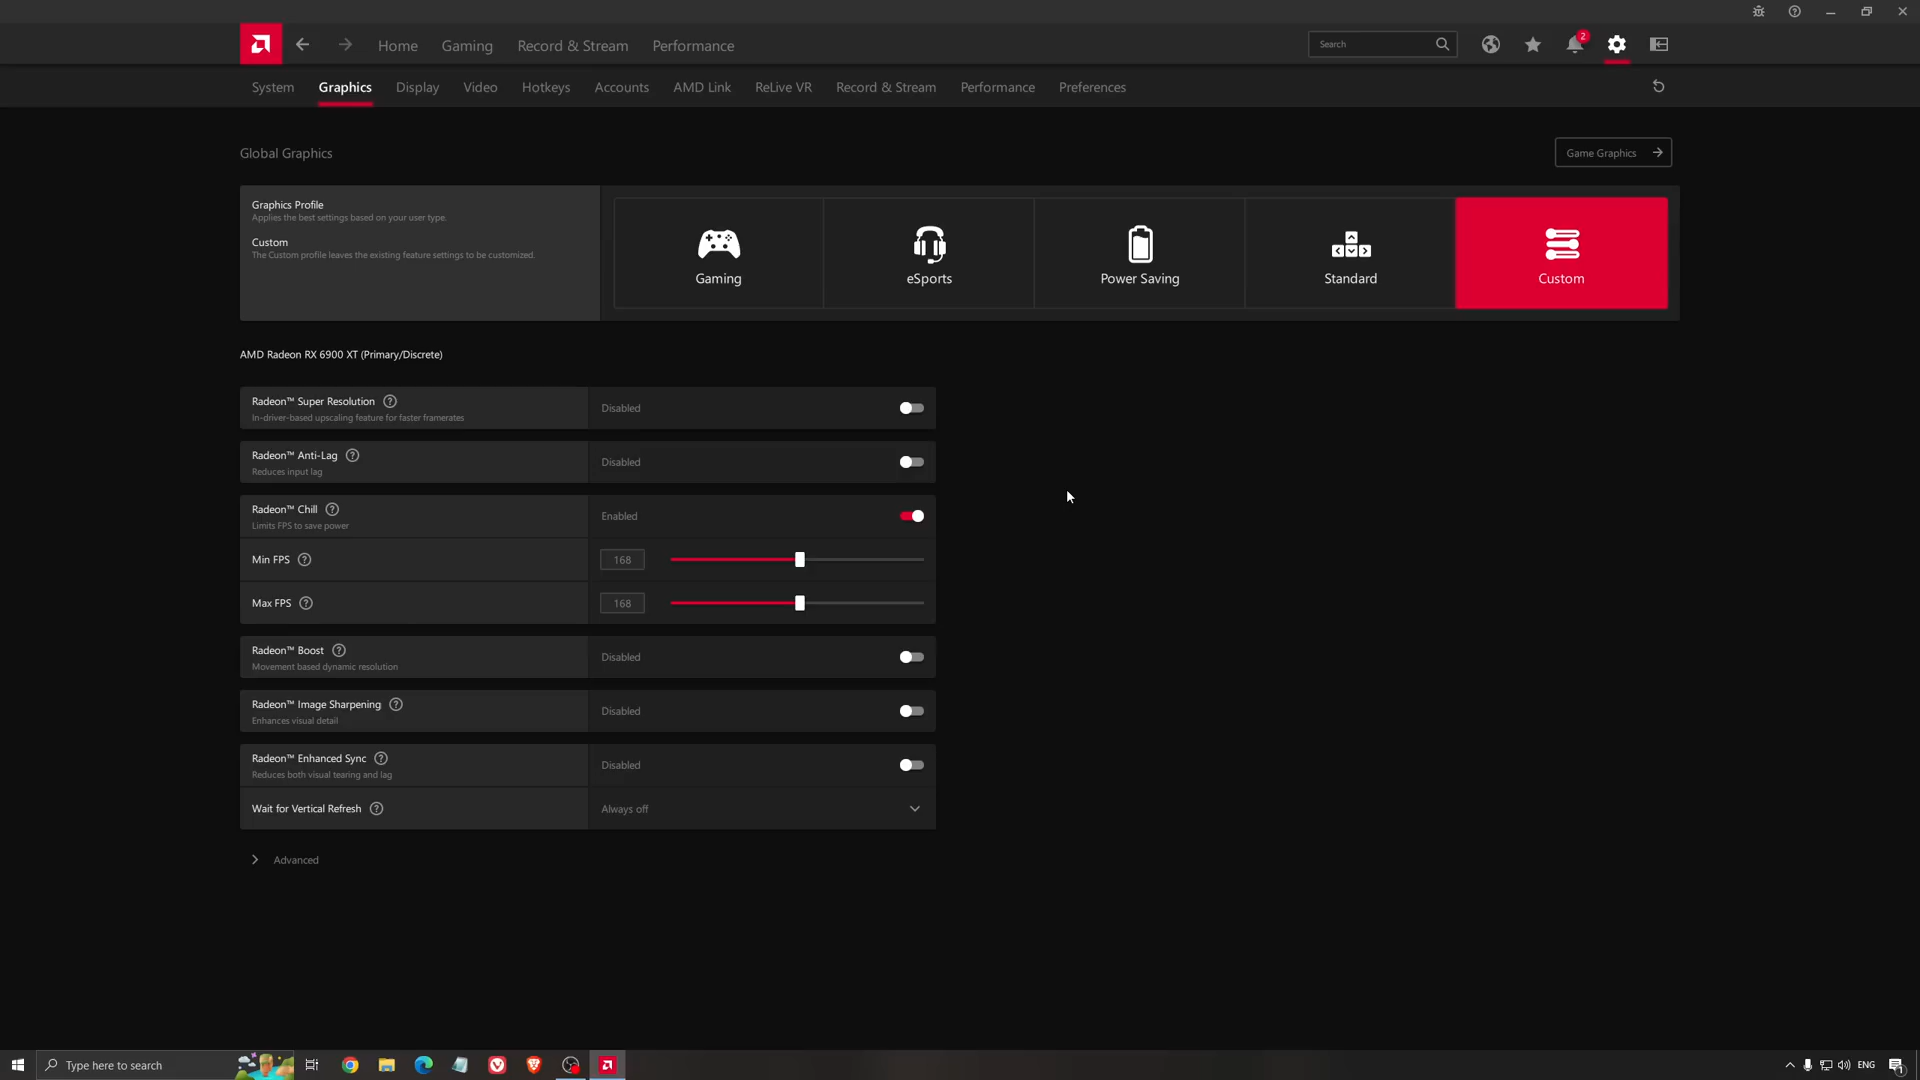 Home Gaming Record & Stream Performance Search 2
System Graphics Display Video Hotkeys Accounts AMD Link ReLive VR Record & Stream Performance Preferences
Global Graphics Game Graphics
Graphics Profile
Applies the best settings based on your user type.
Custom
The Custom profile leaves the existing feature settings to be customized.
Gaming eSports Power Saving Standard Custom
AMD Radeon RX 6900 XT (Primary/Discrete)
Radeon™ Super Resolution
In-driver-based upscaling feature for faster framerates
Disabled
Radeon™ Anti-Lag
Reduces input lag
Disabled
Radeon™ Chill
Limits FPS to save power
Enabled
Min FPS 168
Max FPS 168
Radeon™ Boost
Movement based dynamic resolution
Disabled
Radeon™ Image Sharpening
Enhances visual detail
Disabled
Radeon™ Enhanced Sync
Reduces both visual tearing and lag
Disabled
Wait for Vertical Refresh Always off
Advanced
Type here to search ENG 1